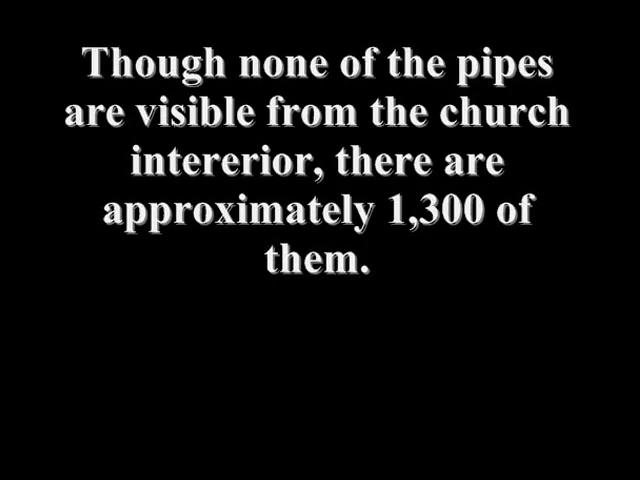 Though none of the pipes
are visible from the church
intererior, there are
approximately 1,300 of
them.